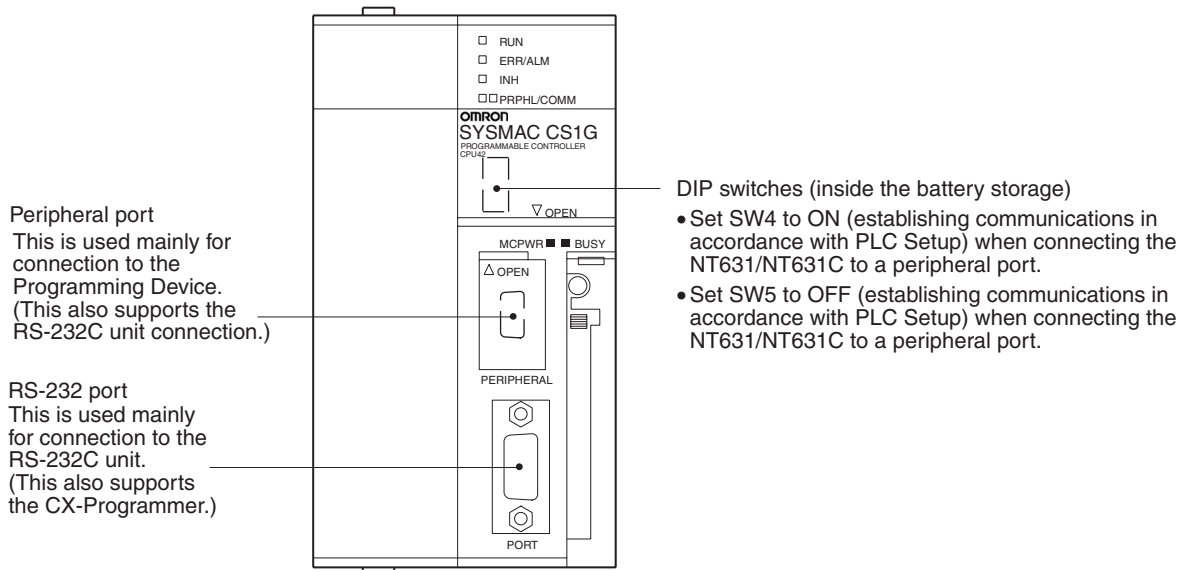 RUN
ERR/ALM
INH
PRPHL/COMM
OMRON
SYSMAC CS1G
PROGRAMMABLE CONTROLLER
CPU42
OPEN
MCPWR BUSY
OPEN
PERIPHERAL
PORT
Peripheral port
This is used mainly for
connection to the
Programming Device.
(This also supports the
RS-232C unit connection.)
RS-232 port
This is used mainly
for connection to the
RS-232C unit.
(This also supports
the CX-Programmer.)
DIP switches (inside the battery storage)
• Set SW4 to ON (establishing communications in
accordance with PLC Setup) when connecting the
NT631/NT631C to a peripheral port.
• Set SW5 to OFF (establishing communications in
accordance with PLC Setup) when connecting the
NT631/NT631C to a peripheral port.